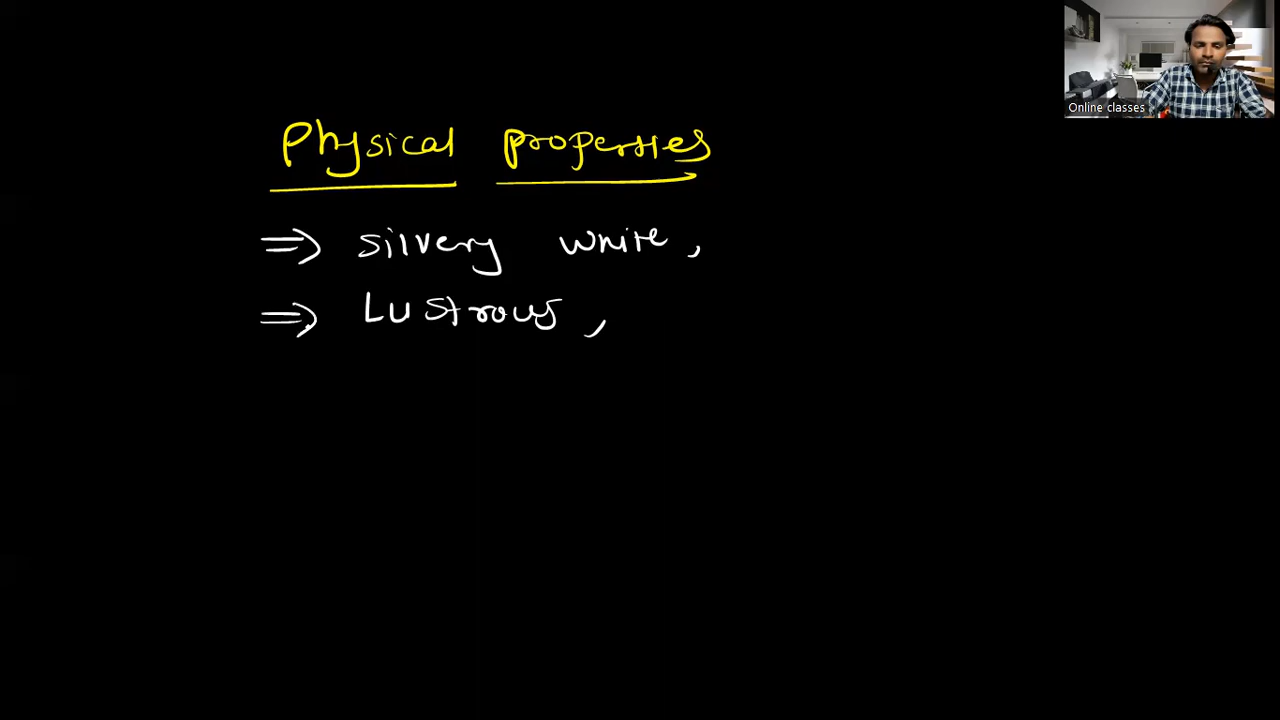 Physical properties
⇒ silvery white,
⇒ Lustrous,
Online classes